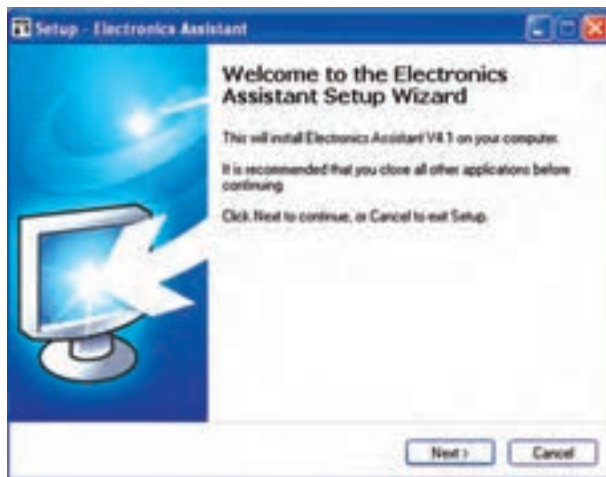 Setup - Electronics Assistant
Welcome to the Electronics
Assistant Setup Wizard
This will install Electronics Assistant V4.1 on your computer.
It is recommended that you close all other applications before
continuing.
Click Next to continue, or Cancel to exit Setup.
Next >
Cancel